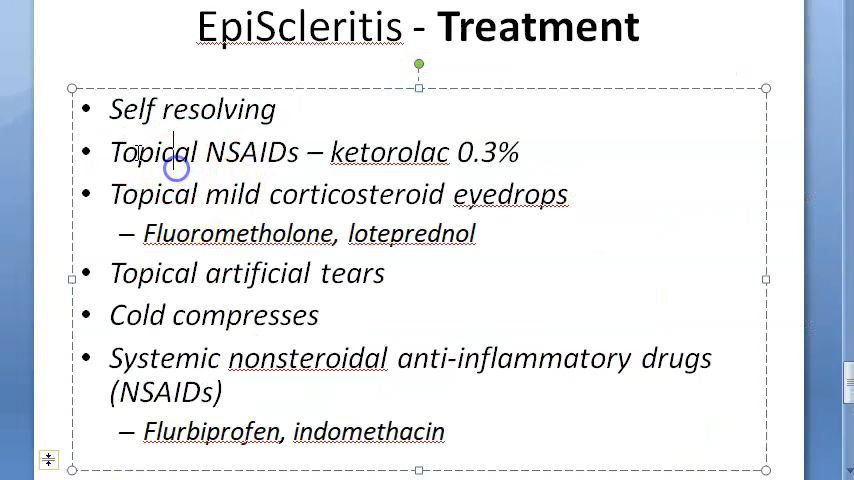 EpiScleritis - Treatment
• Self resolving
• Topical NSAIDs – ketorolac 0.3%
• Topical mild corticosteroid eyedrops
– Fluorometholone, loteprednol
• Topical artificial tears
• Cold compresses
• Systemic nonsteroidal anti-inflammatory drugs
(NSAIDs)
– Flurbiprofen, indomethacin